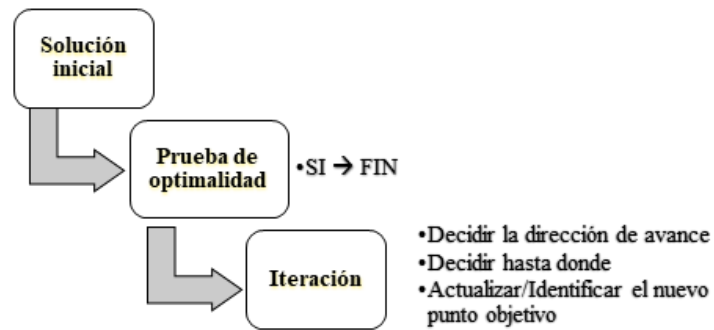 Solución
inicial
Prueba de
optimalidad
•SI → FIN
Iteración
•Decidir la dirección de avance
•Decidir hasta donde
•Actualizar/Identificar el nuevo
punto objetivo